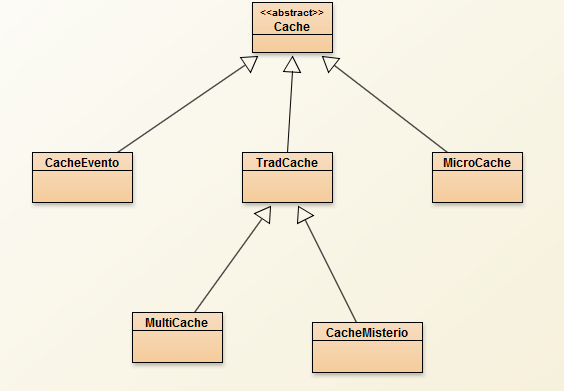 <<abstract>>
Cache
CacheEvento
TradCache
MicroCache
MultiCache
CacheMisterio